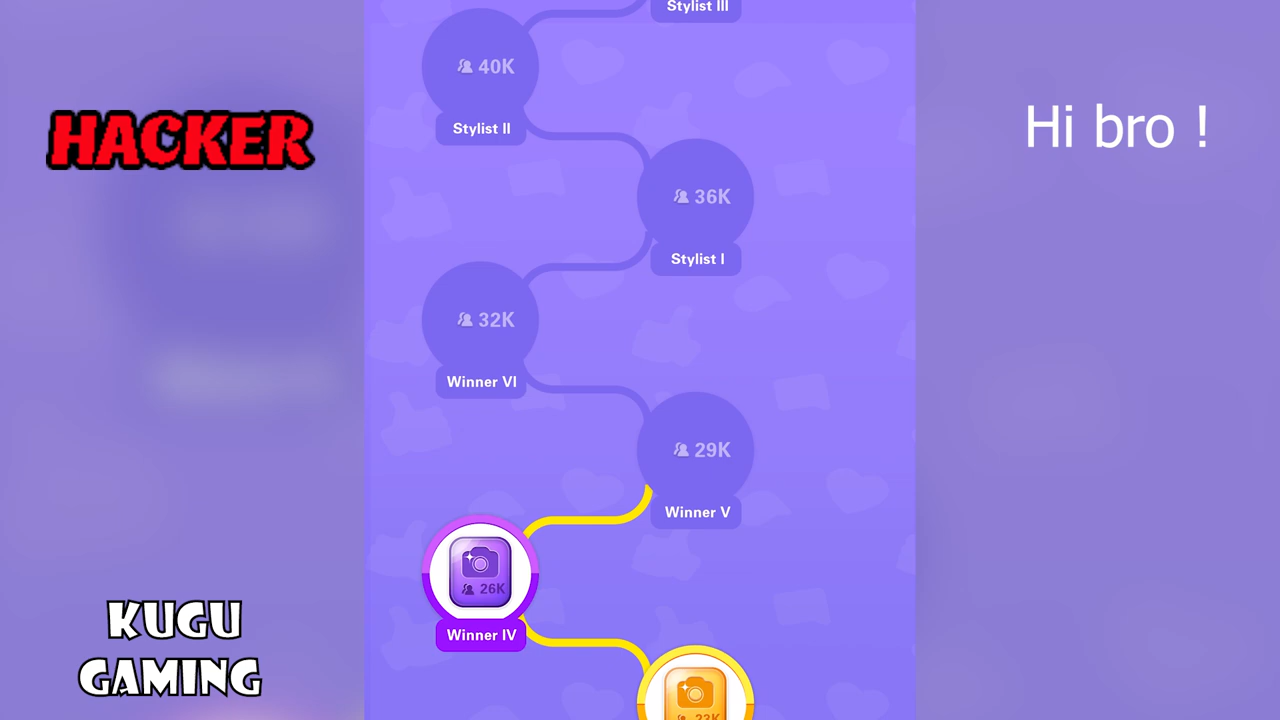 Stylist III
40K
Stylist II
HACKER
Hi bro !
36K
Stylist I
32K
Winner VI
29K
Winner V
26K
Winner IV
KUGU
GAMING
23K